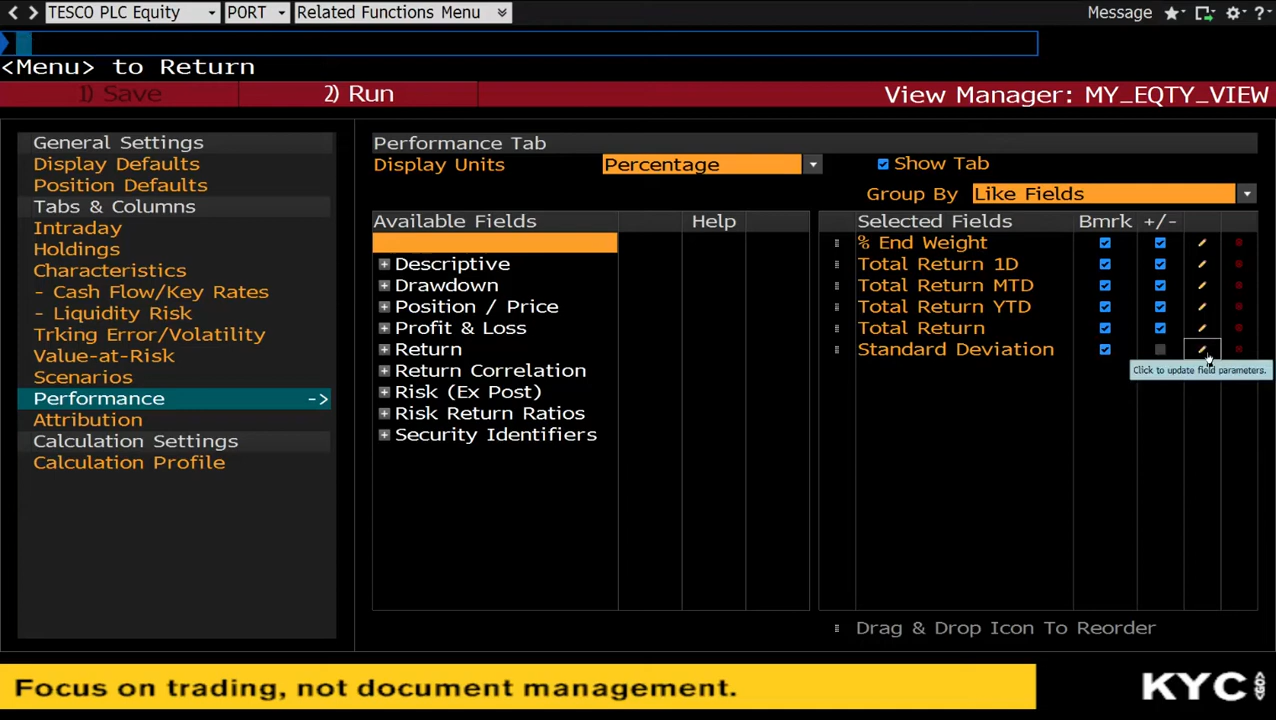 TESCO PLC Equity PORT Related Functions Menu Message ?
<Menu> to Return
1) Save 2) Run View Manager: MY_EQTY_VIEW
General Settings
Display Defaults
Position Defaults
Tabs & Columns
Intraday
Holdings
Characteristics
- Cash Flow/Key Rates
- Liquidity Risk
Trking Error/Volatility
Value-at-Risk
Scenarios
Performance ->
Attribution
Calculation Settings
Calculation Profile
Performance Tab
Display Units Percentage Show Tab
Group By Like Fields
Available Fields Help
Descriptive
Drawdown
Position / Price
Profit & Loss
Return
Return Correlation
Risk (Ex Post)
Risk Return Ratios
Security Identifiers
Selected Fields Bmrk +/-
% End Weight
Total Return 1D
Total Return MTD
Total Return YTD
Total Return
Standard Deviation
Click to update field parameters.
Drag & Drop Icon To Reorder
Focus on trading, not document management.
KYC